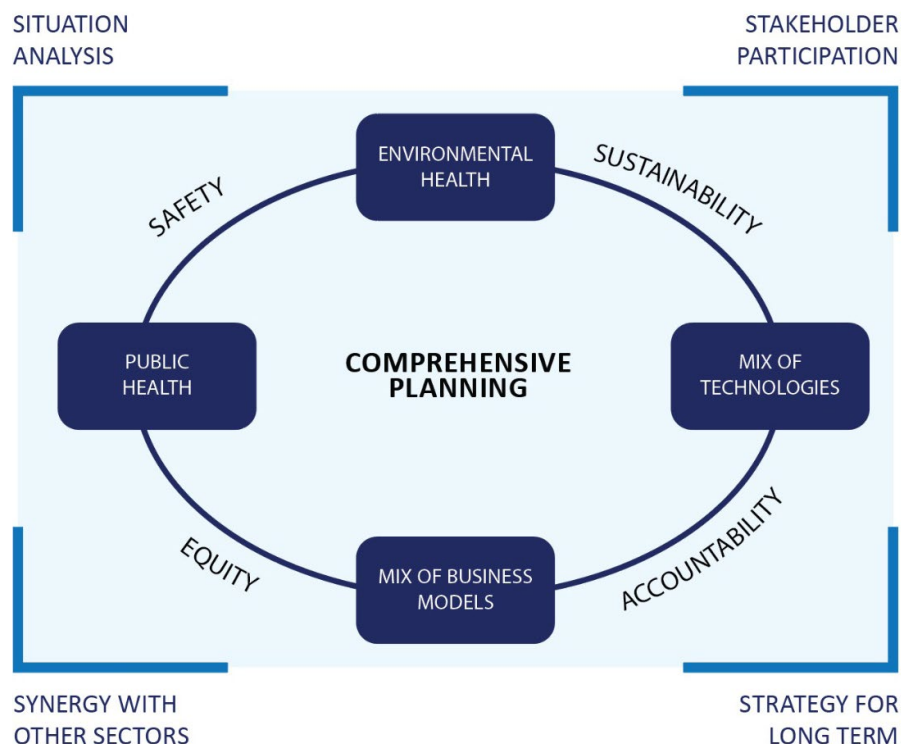 SITUATION
ANALYSIS
STAKEHOLDER
PARTICIPATION
ENVIRONMENTAL
HEALTH
SAFETY
SUSTAINABILITY
PUBLIC
HEALTH
COMPREHENSIVE
PLANNING
MIX OF
TECHNOLOGIES
EQUITY
MIX OF BUSINESS
MODELS
ACCOUNTABILITY
SYNERGY WITH
OTHER SECTORS
STRATEGY FOR
LONG TERM